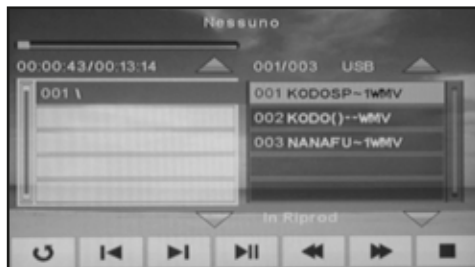 Nessuno
00:00:43/00:13:14 001/003 USB
001 \ 001 KODOSP~1WMV
002 KODO()--WMV
003 NANAFU~1WMV
In Riprod